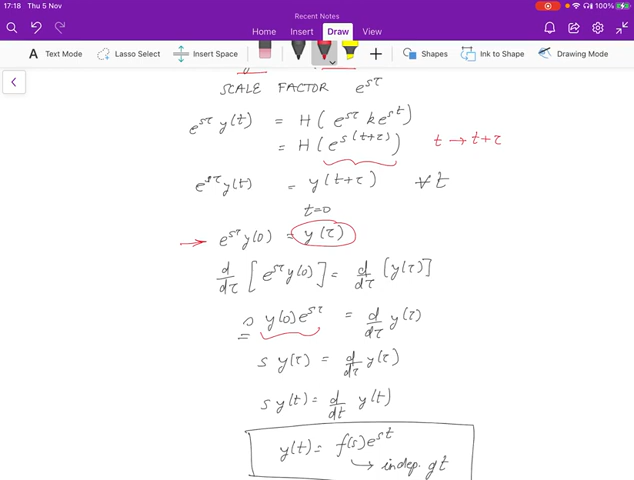 17:18 Thu 5 Nov
100%
Recent Notes
Home Insert Draw View
A Text Mode Lasso Select Insert Space Shapes Ink to Shape Drawing Mode
SCALE FACTOR e^{sτ}
e^{sτ} y(t) = H ( e^{sτ} k e^{st} )
= H ( e^{s(t+τ)} ) t → t+τ
e^{sτ} y(t) = y(t+τ) ∀ t
t=0
→ e^{sτ} y(0) = y(τ)
d/dτ [ e^{sτ} y(0) ] = d/dτ [y(τ)]
s y(0) e^{sτ} = d/dτ y(τ)
s y(τ) = d/dτ y(τ)
s y(t) = d/dt y(t)
y(t) = f(s) e^{st}
→ indep. of t